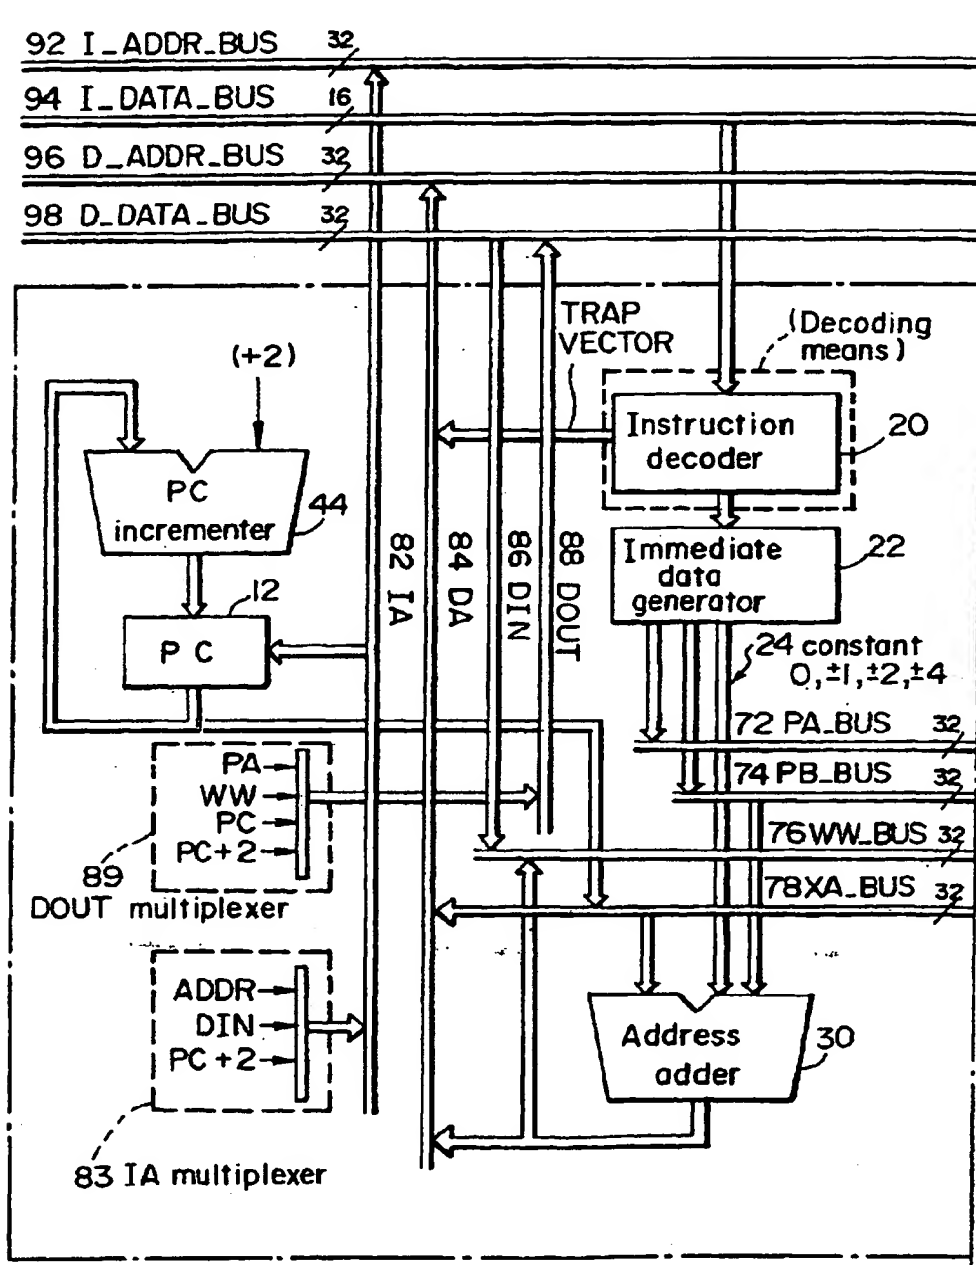 92 I_ADDR_BUS 32
94 I_DATA_BUS 16
96 D_ADDR_BUS 32
98 D_DATA_BUS 32
TRAP
VECTOR
(Decoding
means)
(+2)
Instruction
decoder
20
PC
incrementer
44
82 IA
84 DA
86 DIN
88 DOUT
Immediate
data
generator
22
12
PC
24 constant
0,±1,±2,±4
72 PA_BUS 32
74 PB_BUS 32
76 WW_BUS 32
78 XA_BUS 32
PA
WW
PC
PC+2
89
DOUT multiplexer
ADDR
DIN
PC+2
83 IA multiplexer
Address
adder
30